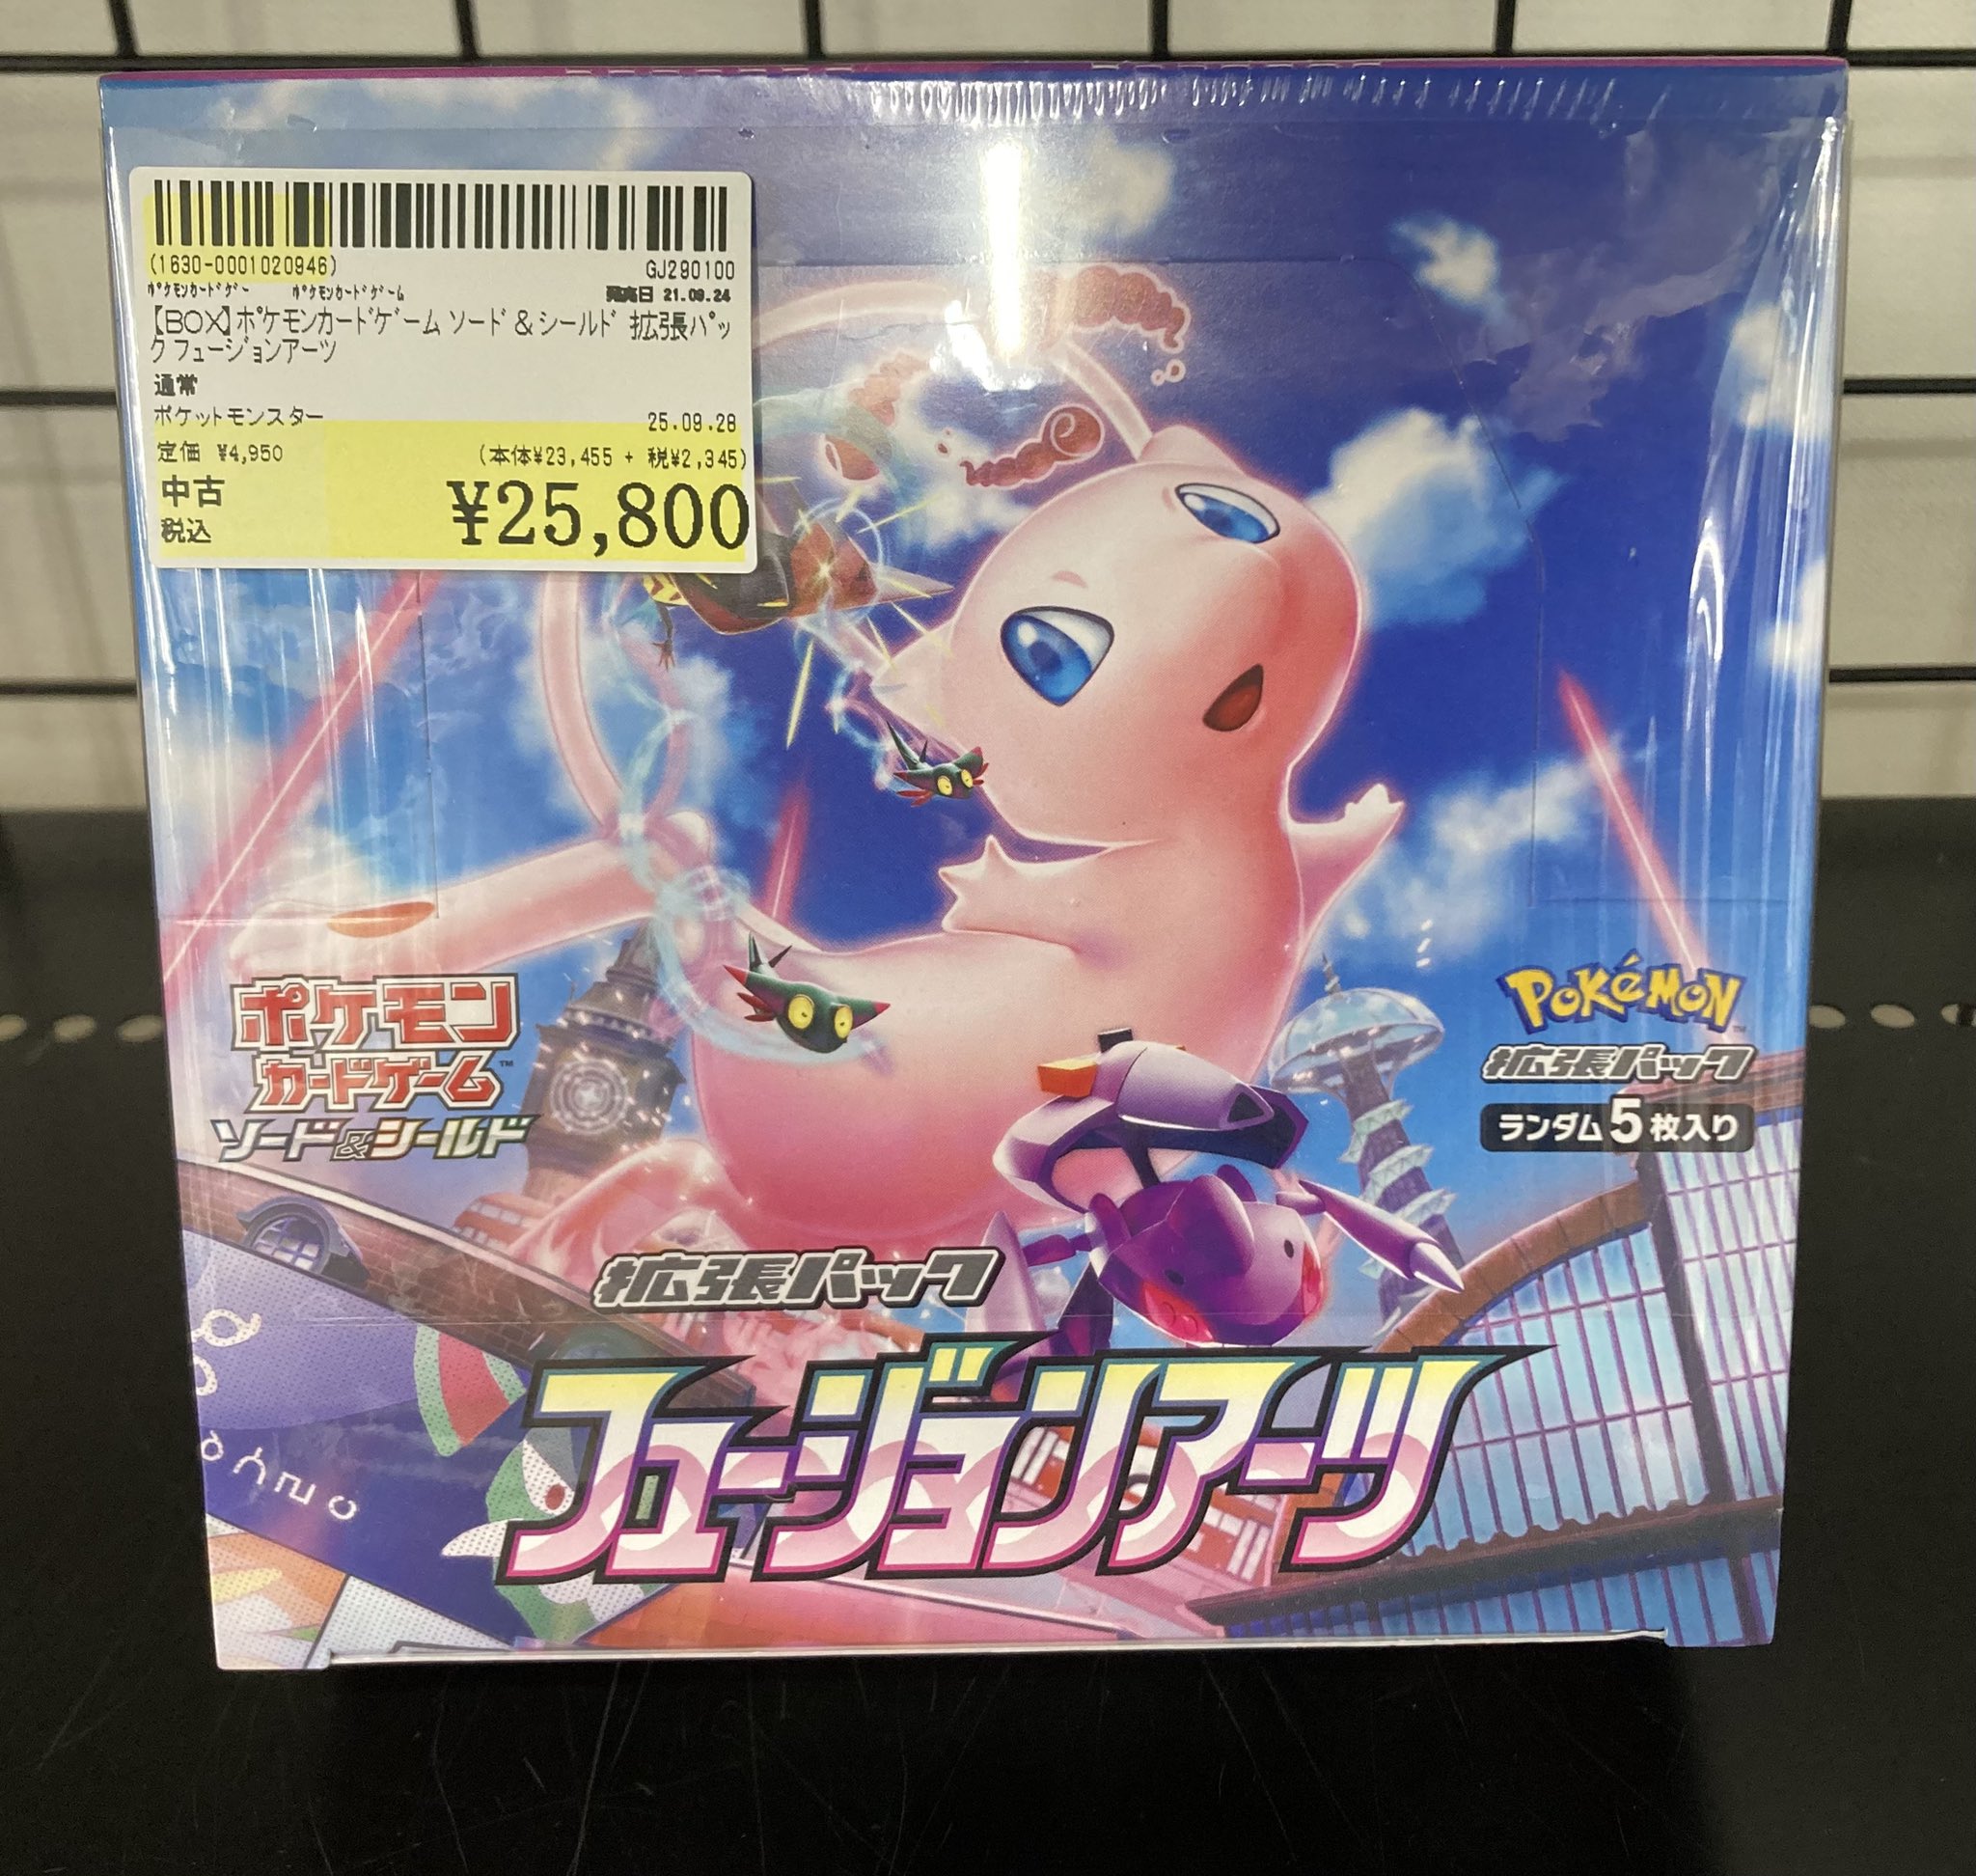 (1630-0001020946)
GJ290100
ポケモンカードゲー ポケモンカードゲーム
発売日 21.09.24
【BOX】ポケモンカードゲーム ソード&シールド 拡張パッ
ク フュージョンアーツ
通常
ポケットモンスター
25.09.28
定価 ¥4,950
(本体¥23,455 + 税¥2,345)
中古
税込
¥25,800
ポケモン
カードゲーム™
ソード&シールド
POKéMON
拡張パック
ランダム5枚入り
拡張パック
フュージョンアーツ